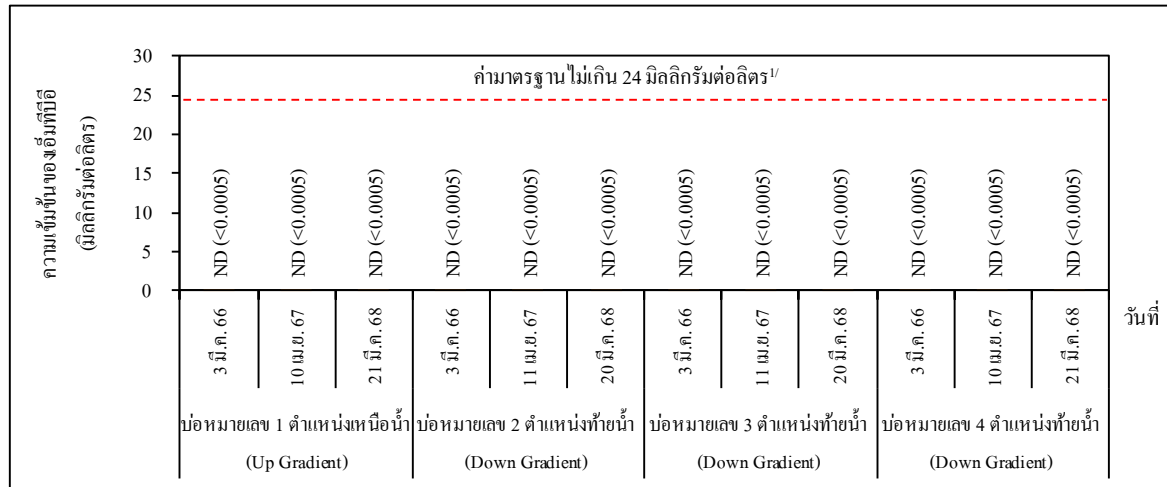 ความเข้มข้นของเอ็มทีบีอี
(มิลลิกรัมต่อลิตร)
30
25
20
15
10
5
0
ค่ามาตรฐานไม่เกิน 24 มิลลิกรัมต่อลิตร1/
ND (<0.0005)
ND (<0.0005)
ND (<0.0005)
ND (<0.0005)
ND (<0.0005)
ND (<0.0005)
ND (<0.0005)
ND (<0.0005)
ND (<0.0005)
ND (<0.0005)
ND (<0.0005)
ND (<0.0005)
3 มี.ค. 66
10 เม.ย. 67
21 มี.ค. 68
3 มี.ค. 66
11 เม.ย. 67
20 มี.ค. 68
3 มี.ค. 66
11 เม.ย. 67
20 มี.ค. 68
3 มี.ค. 66
10 เม.ย. 67
21 มี.ค. 68
วันที่
บ่อหมายเลข 1 ตำแหน่งเหนือน้ำ
(Up Gradient)
บ่อหมายเลข 2 ตำแหน่งท้ายน้ำ
(Down Gradient)
บ่อหมายเลข 3 ตำแหน่งท้ายน้ำ
(Down Gradient)
บ่อหมายเลข 4 ตำแหน่งท้ายน้ำ
(Down Gradient)